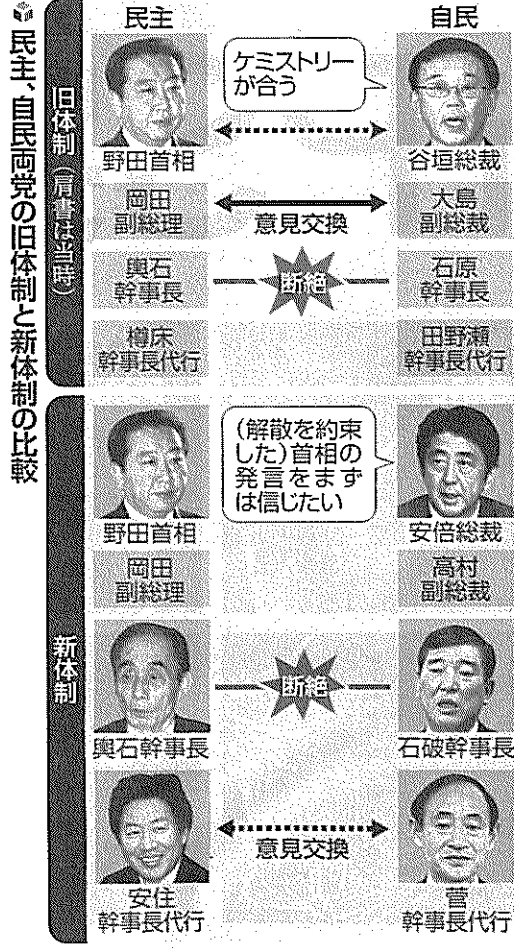 民主、自民両党の旧体制と新体制の比較
旧体制（肩書は当時）
民主
自民
ケミストリー
が合う
野田首相
谷垣総裁
岡田
副総理
意見交換
大島
副総裁
輿石
幹事長
断絶
石原
幹事長
樽床
幹事長代行
田野瀬
幹事長代行
新体制
（解散を約束
した）首相の
発言をまず
は信じたい
野田首相
安倍総裁
岡田
副総理
高村
副総裁
断絶
輿石幹事長
石破幹事長
意見交換
安住
幹事長代行
菅
幹事長代行